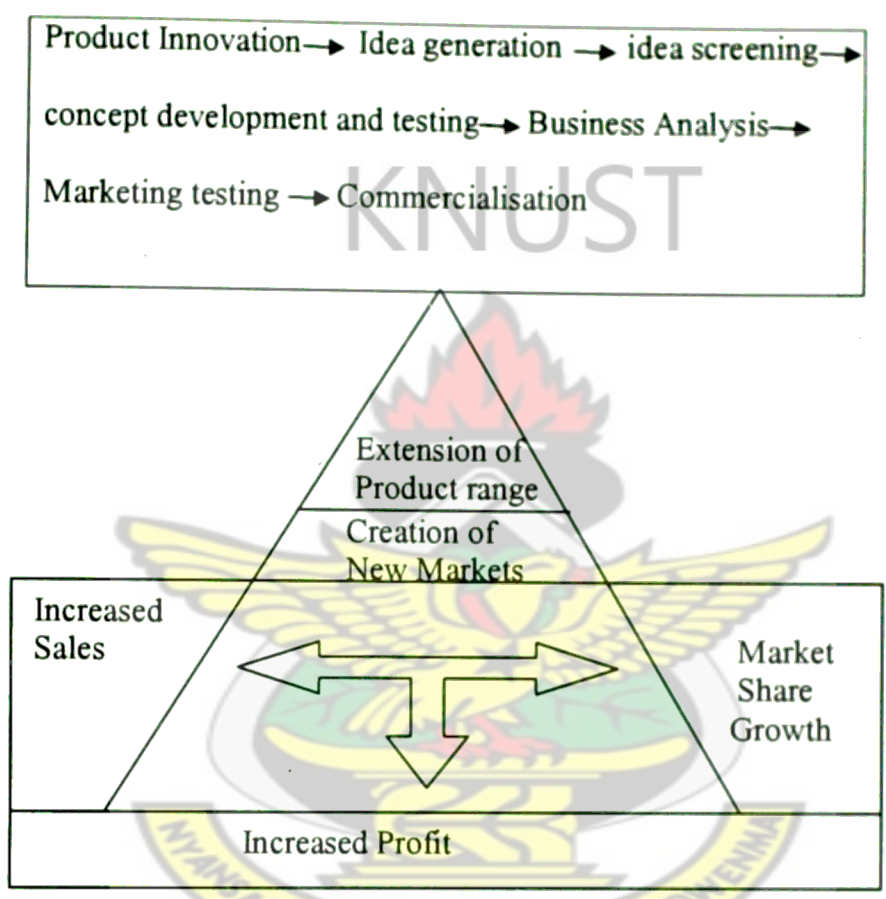 Product Innovation→ Idea generation → idea screening→
concept development and testing→ Business Analysis→
Marketing testing → Commercialisation
KNUST
Extension of
Product range
Creation of
New Markets
Increased
Sales
Market
Share
Growth
Increased Profit